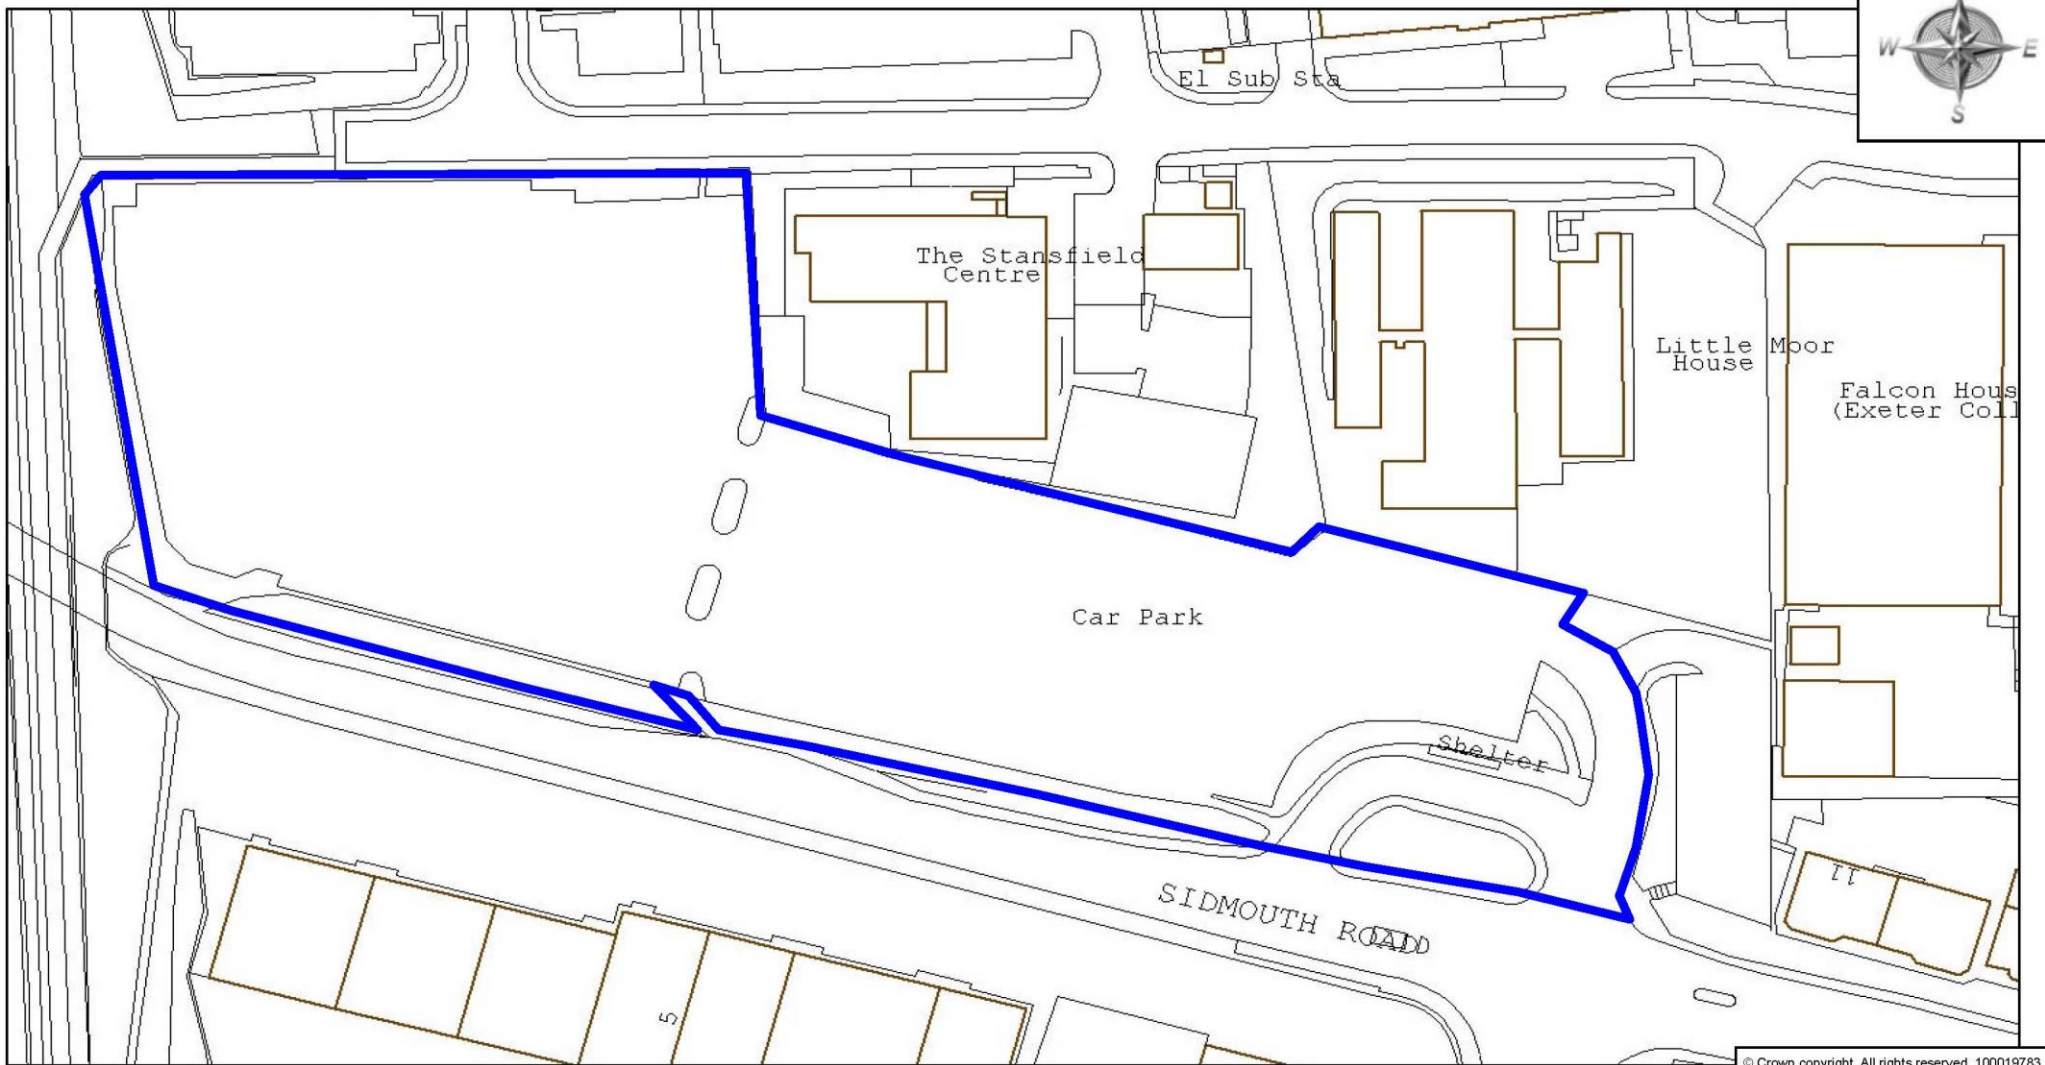 W E
S
El Sub Sta
The Stansfield
Centre
Little Moor
House
Falcon Hous
(Exeter Coll
Car Park
Shelter
SIDMOUTH ROAD
11
5
© Crown copyright. All rights reserved. 100019783